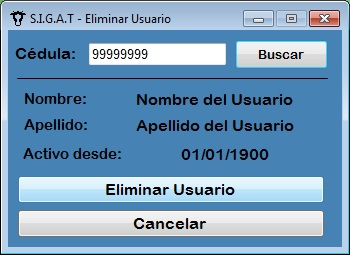 S.I.G.A.T - Eliminar Usuario
Cédula: 99999999 Buscar
Nombre: Nombre del Usuario
Apellido: Apellido del Usuario
Activo desde: 01/01/1900
Eliminar Usuario
Cancelar